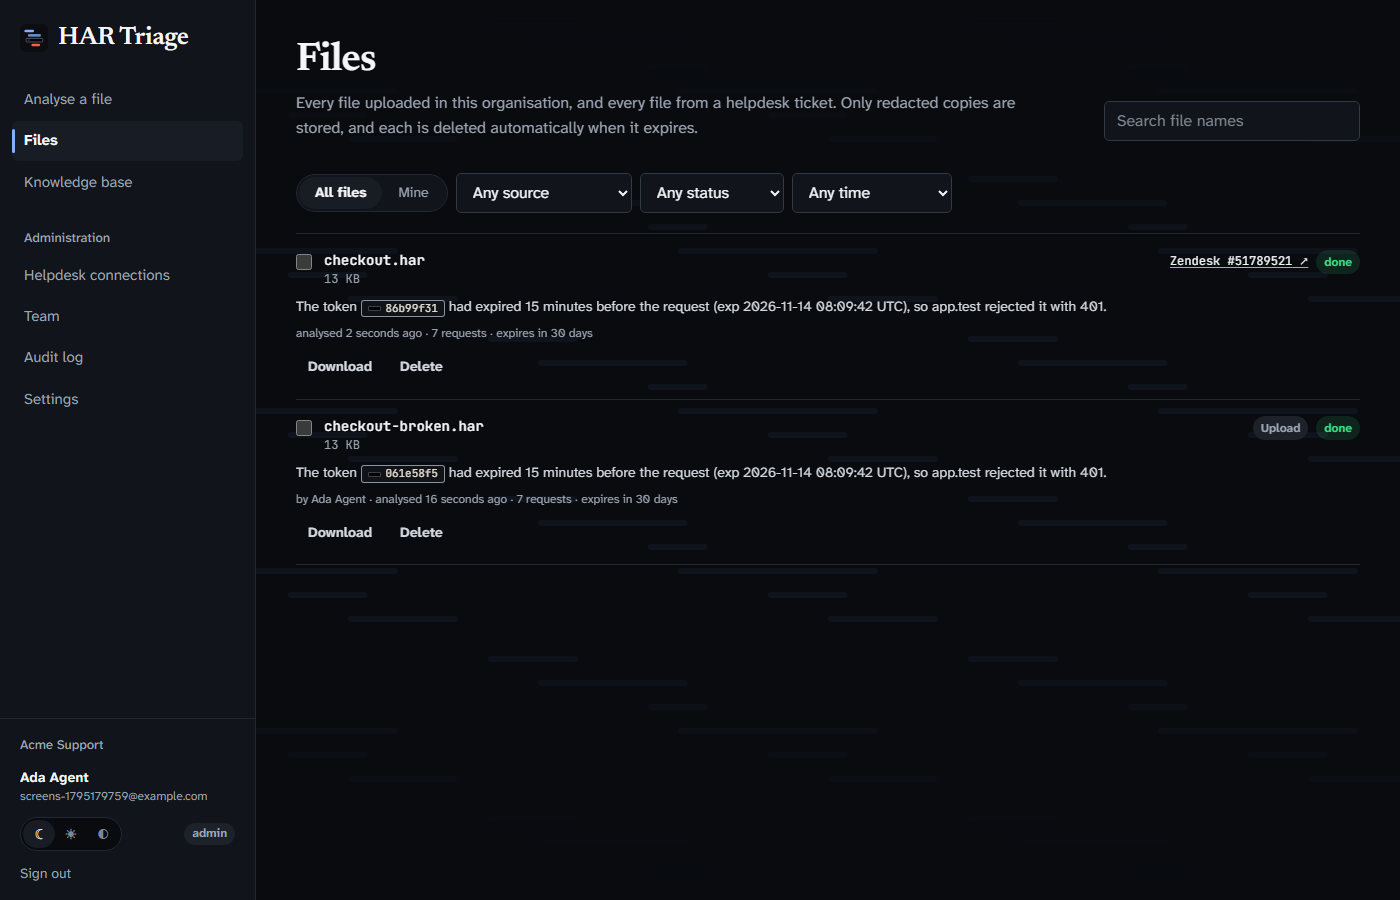 HAR Triage
Analyse a file
Files
Knowledge base
Administration
Helpdesk connections
Team
Audit log
Settings
Acme Support
Ada Agent
screens-1795179759@example.com
admin
Sign out
Files
Every file uploaded in this organisation, and every file from a helpdesk ticket. Only redacted copies are
stored, and each is deleted automatically when it expires.
Search file names
All files Mine Any source Any status Any time
checkout.har Zendesk #51789521 ↗ done
13 KB
The token 86b99f31 had expired 15 minutes before the request (exp 2026-11-14 08:09:42 UTC), so app.test rejected it with 401.
analysed 2 seconds ago · 7 requests · expires in 30 days
Download Delete
checkout-broken.har Upload done
13 KB
The token 061e58f5 had expired 15 minutes before the request (exp 2026-11-14 08:09:42 UTC), so app.test rejected it with 401.
by Ada Agent · analysed 16 seconds ago · 7 requests · expires in 30 days
Download Delete